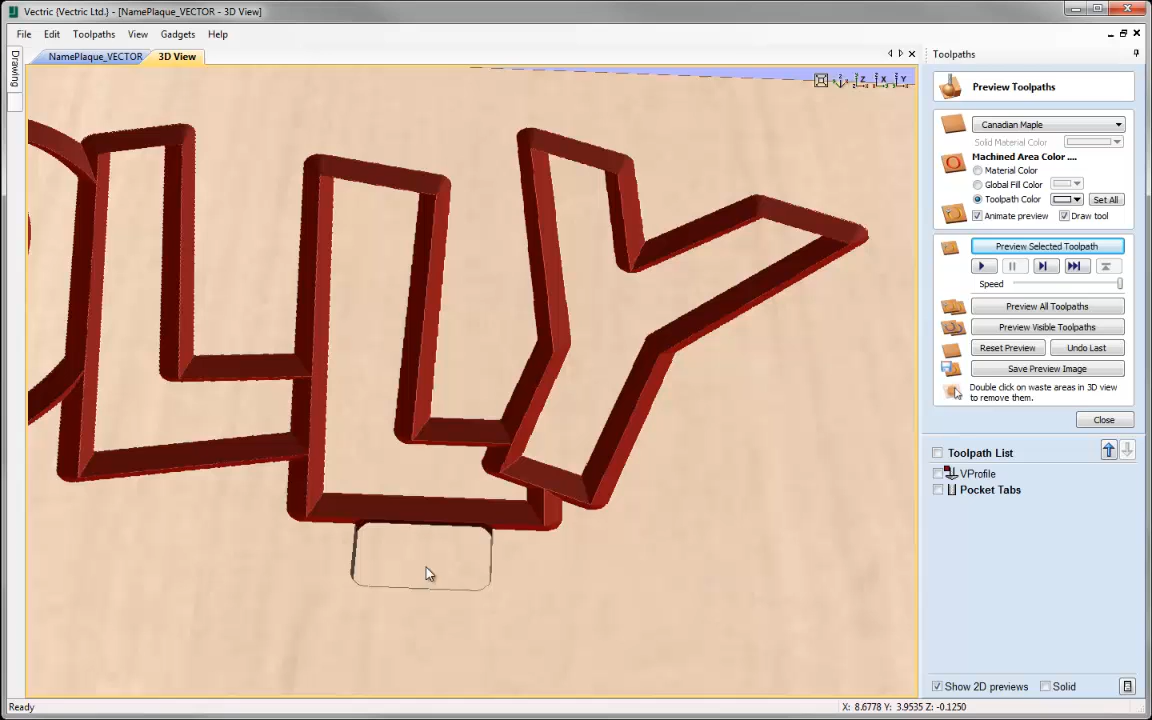 Vectric {Vectric Ltd.} - [NamePlaque_VECTOR - 3D View]
File Edit Toolpaths View Gadgets Help
Drawing
NamePlaque_VECTOR 3D View
Z X Y
Toolpaths
Preview Toolpaths
Canadian Maple
Solid Material Color
Machined Area Color ....
Material Color
Global Fill Color
Toolpath Color Set All
Animate preview Draw tool
Preview Selected Toolpath
Speed
Preview All Toolpaths
Preview Visible Toolpaths
Reset Preview Undo Last
Save Preview Image
Double click on waste areas in 3D view
to remove them.
Close
Toolpath List
VProfile
Pocket Tabs
LLY
Show 2D previews Solid
Ready X: 8.6778 Y: 3.9535 Z: -0.1250